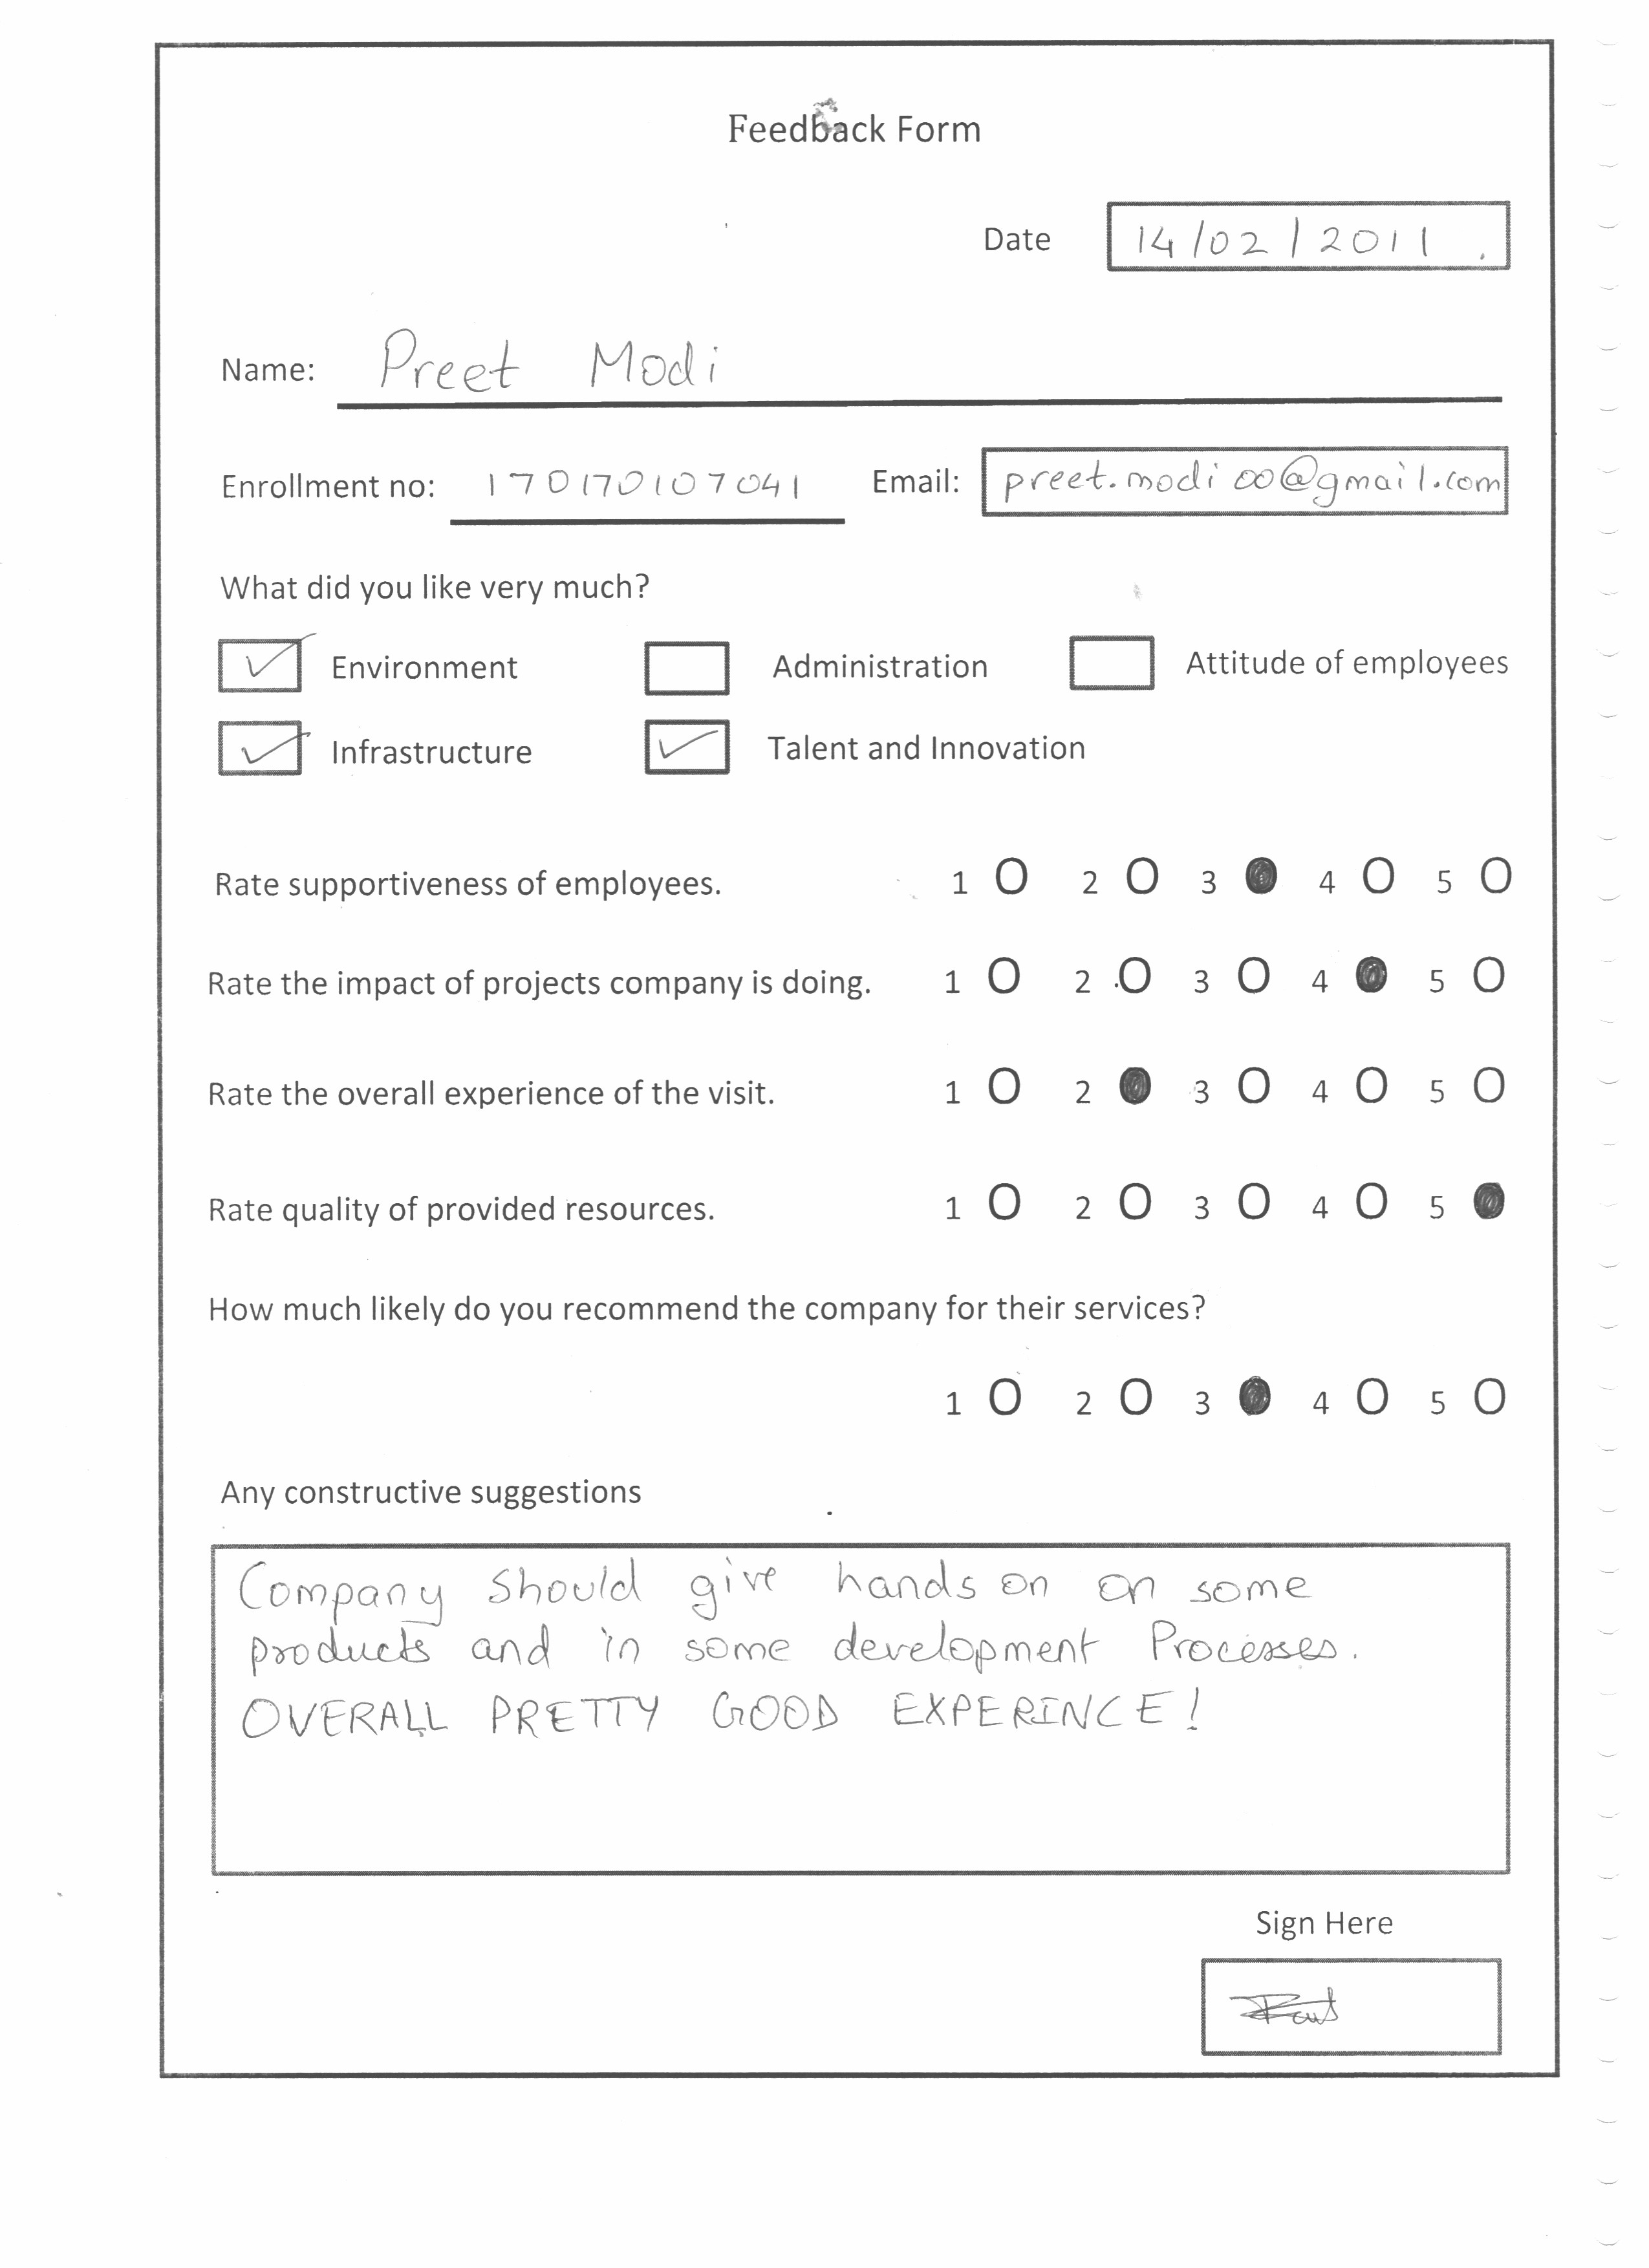 Feedback Form
Date 14/02/2011
Name: Preet Modi
Enrollment no: 170170107041 Email: preet.modi00@gmail.com
What did you like very much?
Environment Administration Attitude of employees
Infrastructure Talent and Innovation
Rate supportiveness of employees. 1 2 3 4 5
Rate the impact of projects company is doing. 1 2 3 4 5
Rate the overall experience of the visit. 1 2 3 4 5
Rate quality of provided resources. 1 2 3 4 5
How much likely do you recommend the company for their services?
1 2 3 4 5
Any constructive suggestions
Company should give hands on on some
products and in some development Processes.
OVERALL PRETTY GOOD EXPERINCE!
Sign Here